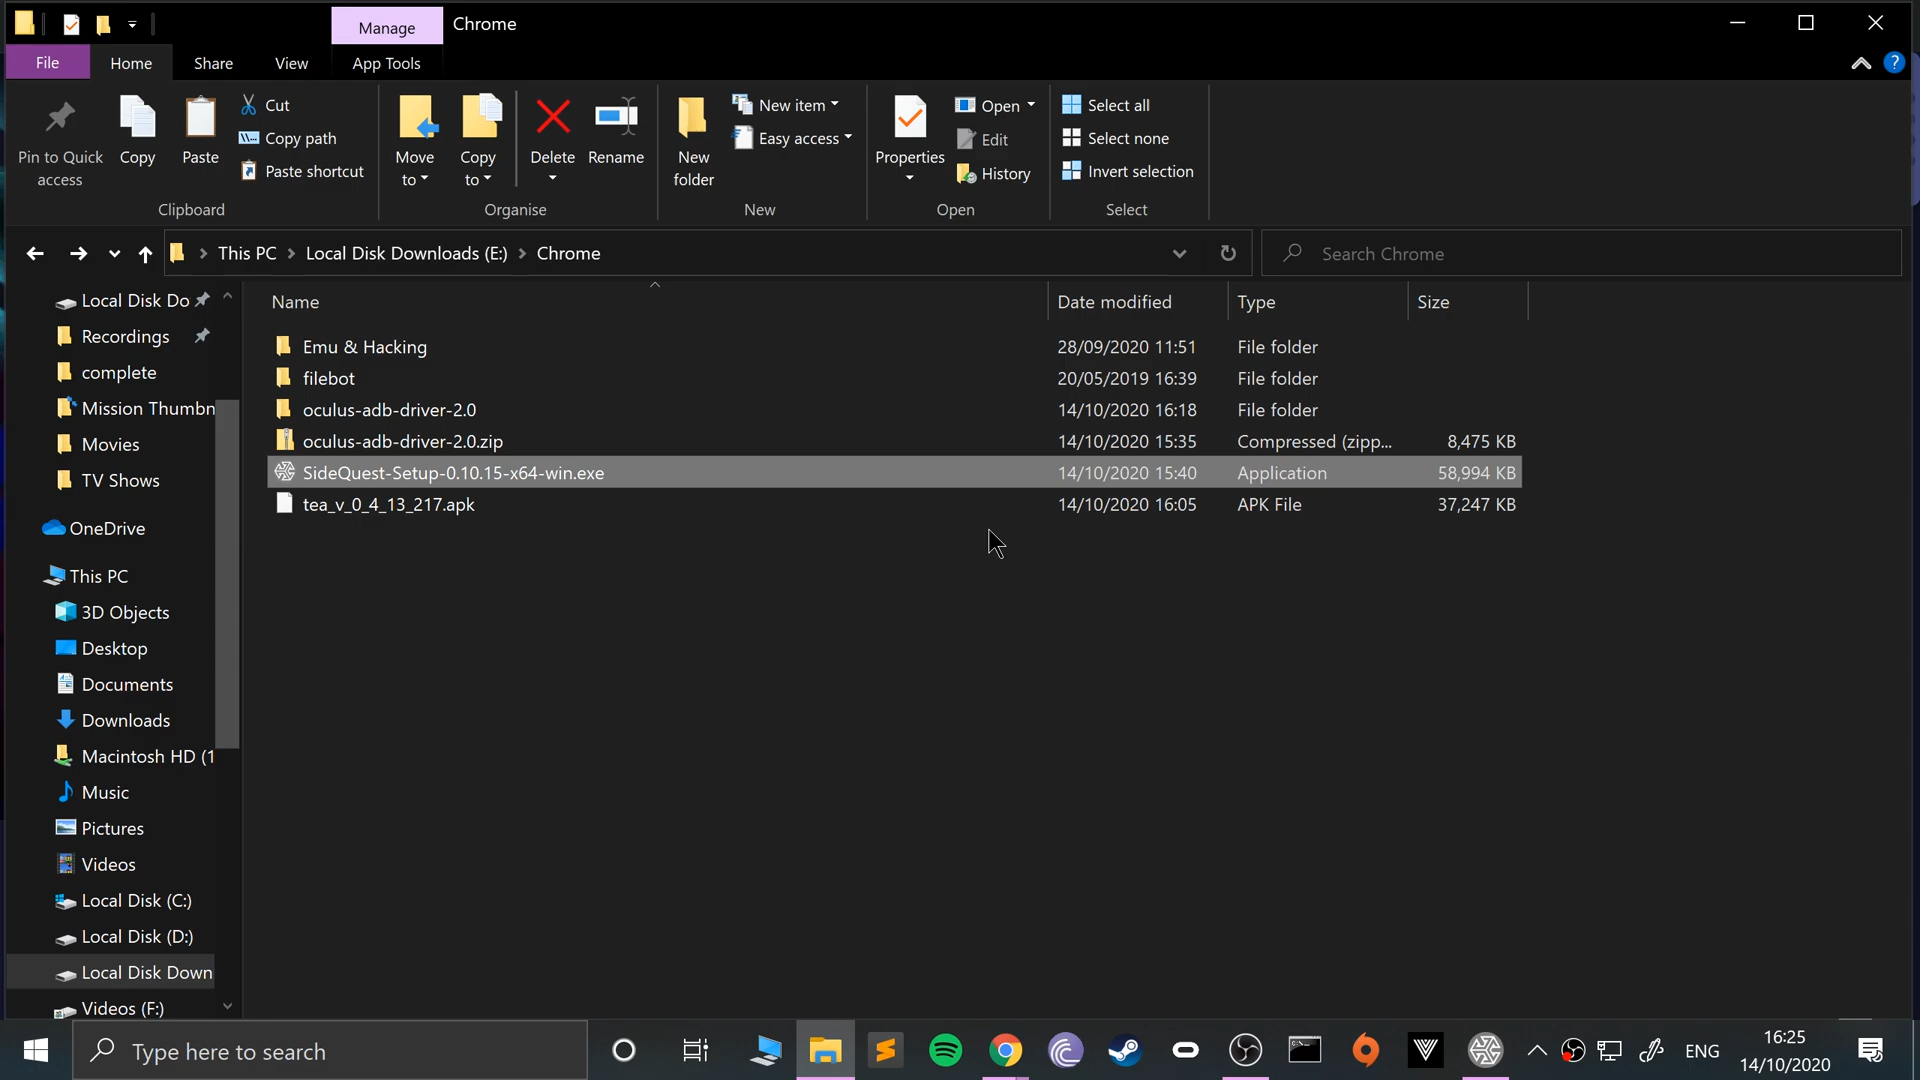 Manage
Chrome
File
Home
Share
View
App Tools
?
Pin to Quick access
Copy
Paste
Cut
Copy path
Paste shortcut
Clipboard
Move to
Copy to
Delete
Rename
Organise
New folder
New item
Easy access
New
Properties
Open
Edit
History
Open
Select all
Select none
Invert selection
Select
This PC
Local Disk Downloads (E:)
Chrome
Search Chrome
Name
Date modified
Type
Size
Emu & Hacking 28/09/2020 11:51 File folder
filebot 20/05/2019 16:39 File folder
oculus-adb-driver-2.0 14/10/2020 16:18 File folder
oculus-adb-driver-2.0.zip 14/10/2020 15:35 Compressed (zipp... 8,475 KB
SideQuest-Setup-0.10.15-x64-win.exe 14/10/2020 15:40 Application 58,994 KB
tea_v_0_4_13_217.apk 14/10/2020 16:05 APK File 37,247 KB
Local Disk Do
Recordings
complete
Mission Thumbn
Movies
TV Shows
OneDrive
This PC
3D Objects
Desktop
Documents
Downloads
Macintosh HD (1
Music
Pictures
Videos
Local Disk (C:)
Local Disk (D:)
Local Disk Down
Videos (F:)
Type here to search
ENG
16:25
14/10/2020